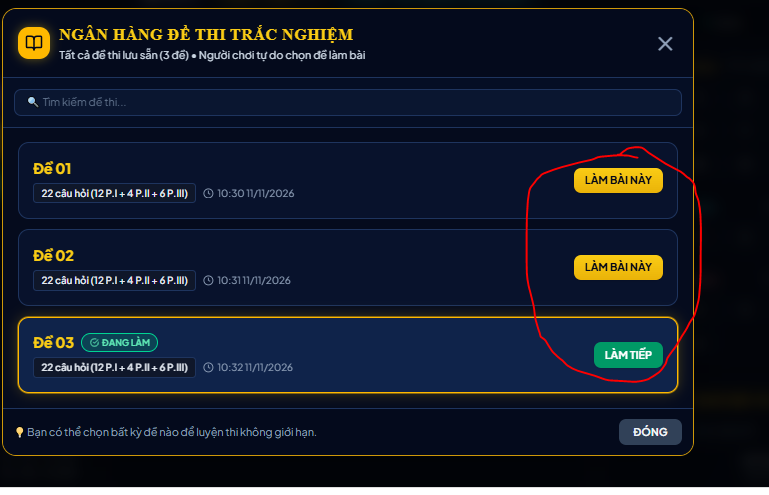 NGÂN HÀNG ĐỀ THI TRẮC NGHIỆM
Tất cả đề thi lưu sẵn (3 đề) • Người chơi tự do chọn đề làm bài
Tìm kiếm đề thi...
Đề 01
22 câu hỏi (12 P.I + 4 P.II + 6 P.III) 10:30 11/11/2026
LÀM BÀI NÀY
Đề 02
22 câu hỏi (12 P.I + 4 P.II + 6 P.III) 10:31 11/11/2026
LÀM BÀI NÀY
Đề 03 ĐANG LÀM
22 câu hỏi (12 P.I + 4 P.II + 6 P.III) 10:32 11/11/2026
LÀM TIẾP
Bạn có thể chọn bất kỳ đề nào để luyện thi không giới hạn.
ĐÓNG